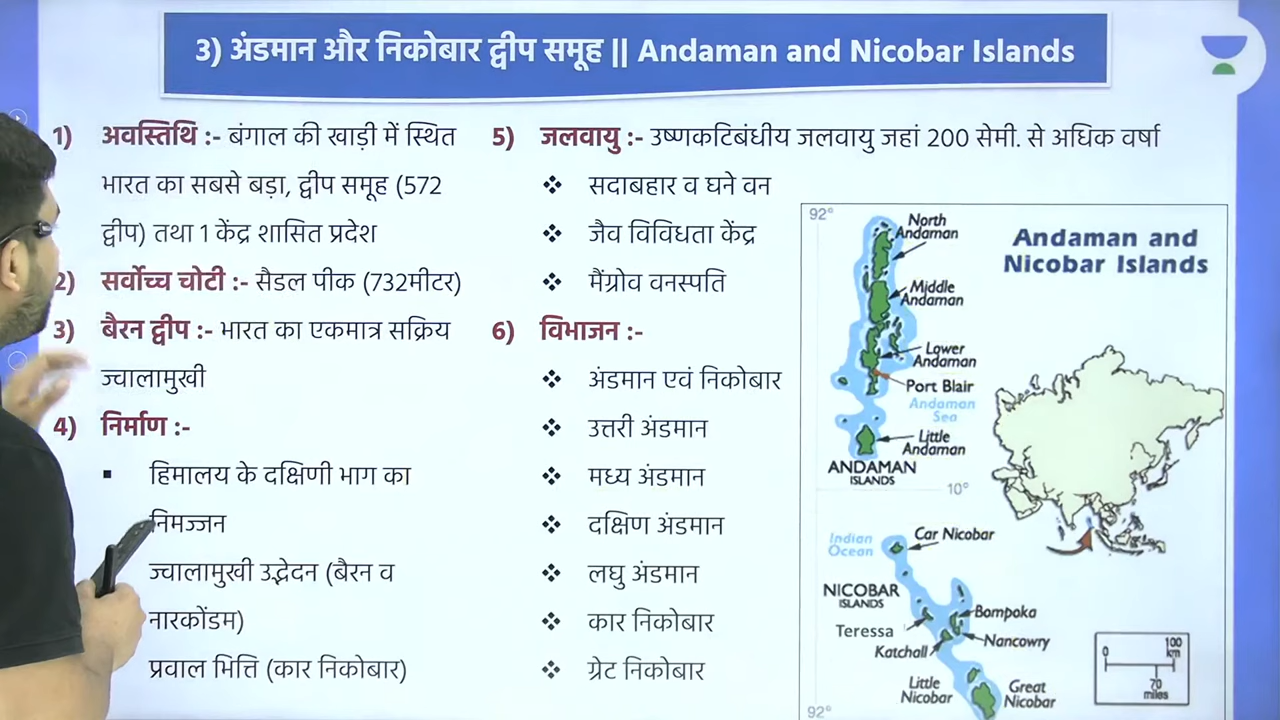 3) अंडमान और निकोबार द्वीप समूह || Andaman and Nicobar Islands
1) अवस्तिथि :- बंगाल की खाड़ी में स्थित
भारत का सबसे बड़ा, द्वीप समूह (572
द्वीप) तथा 1 केंद्र शासित प्रदेश
2) सर्वोच्च चोटी :- सैडल पीक (732मीटर)
3) बैरन द्वीप :- भारत का एकमात्र सक्रिय
ज्वालामुखी
4) निर्माण :-
▪ हिमालय के दक्षिणी भाग का
निमज्जन
ज्वालामुखी उद्भेदन (बैरन व
नारकोंडम)
प्रवाल भित्ति (कार निकोबार)
5) जलवायु :- उष्णकटिबंधीय जलवायु जहां 200 सेमी. से अधिक वर्षा
❖ सदाबहार व घने वन
❖ जैव विविधता केंद्र
❖ मैंग्रोव वनस्पति
6) विभाजन :-
❖ अंडमान एवं निकोबार
❖ उत्तरी अंडमान
❖ मध्य अंडमान
❖ दक्षिण अंडमान
❖ लघु अंडमान
❖ कार निकोबार
❖ ग्रेट निकोबार
92°
North
Andaman
Andaman and
Nicobar Islands
Middle
Andaman
Lower
Andaman
Port Blair
Andaman
Sea
Little
Andaman
ANDAMAN
ISLANDS
10°
Indian
Ocean
Car Nicobar
NICOBAR
ISLANDS
Bompoka
Teressa
Nancowry
Katchall
Little
Nicobar
Great
Nicobar
92°
0
100
km
70
miles